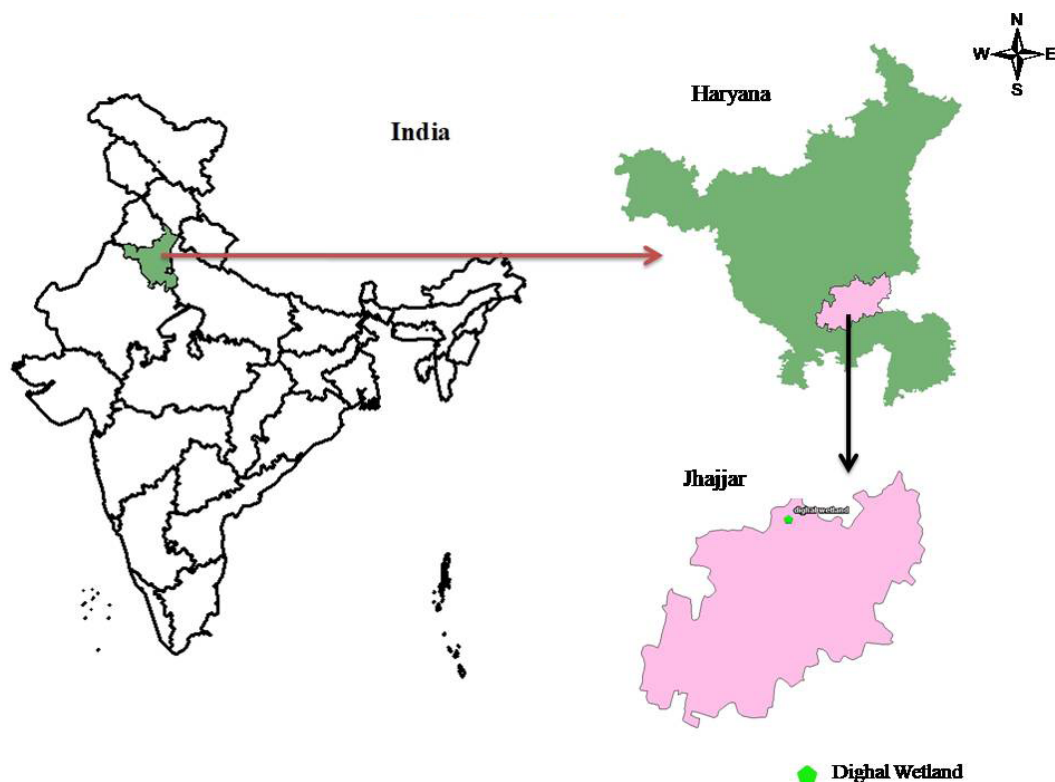 N
W E
S
Haryana
India
Jhajjar
dighal wetland
Dighal Wetland